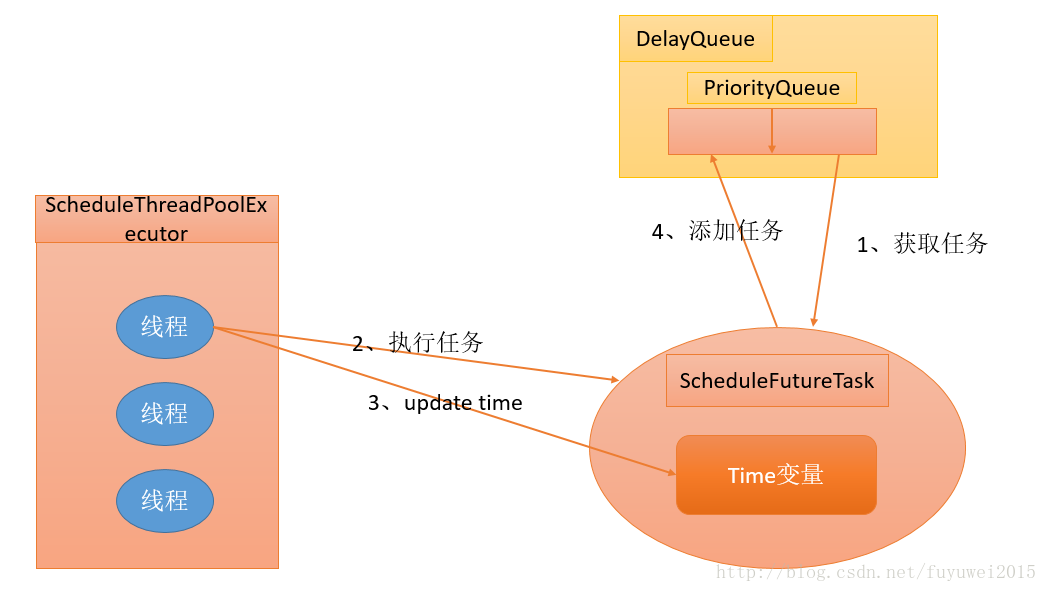 DelayQueue
PriorityQueue
ScheduleThreadPoolEx
ecutor
4、添加任务
1、获取任务
线程
2、执行任务
ScheduleFutureTask
3、update time
线程
Time变量
线程
http://blog.csdn.net/fuyuwei2015